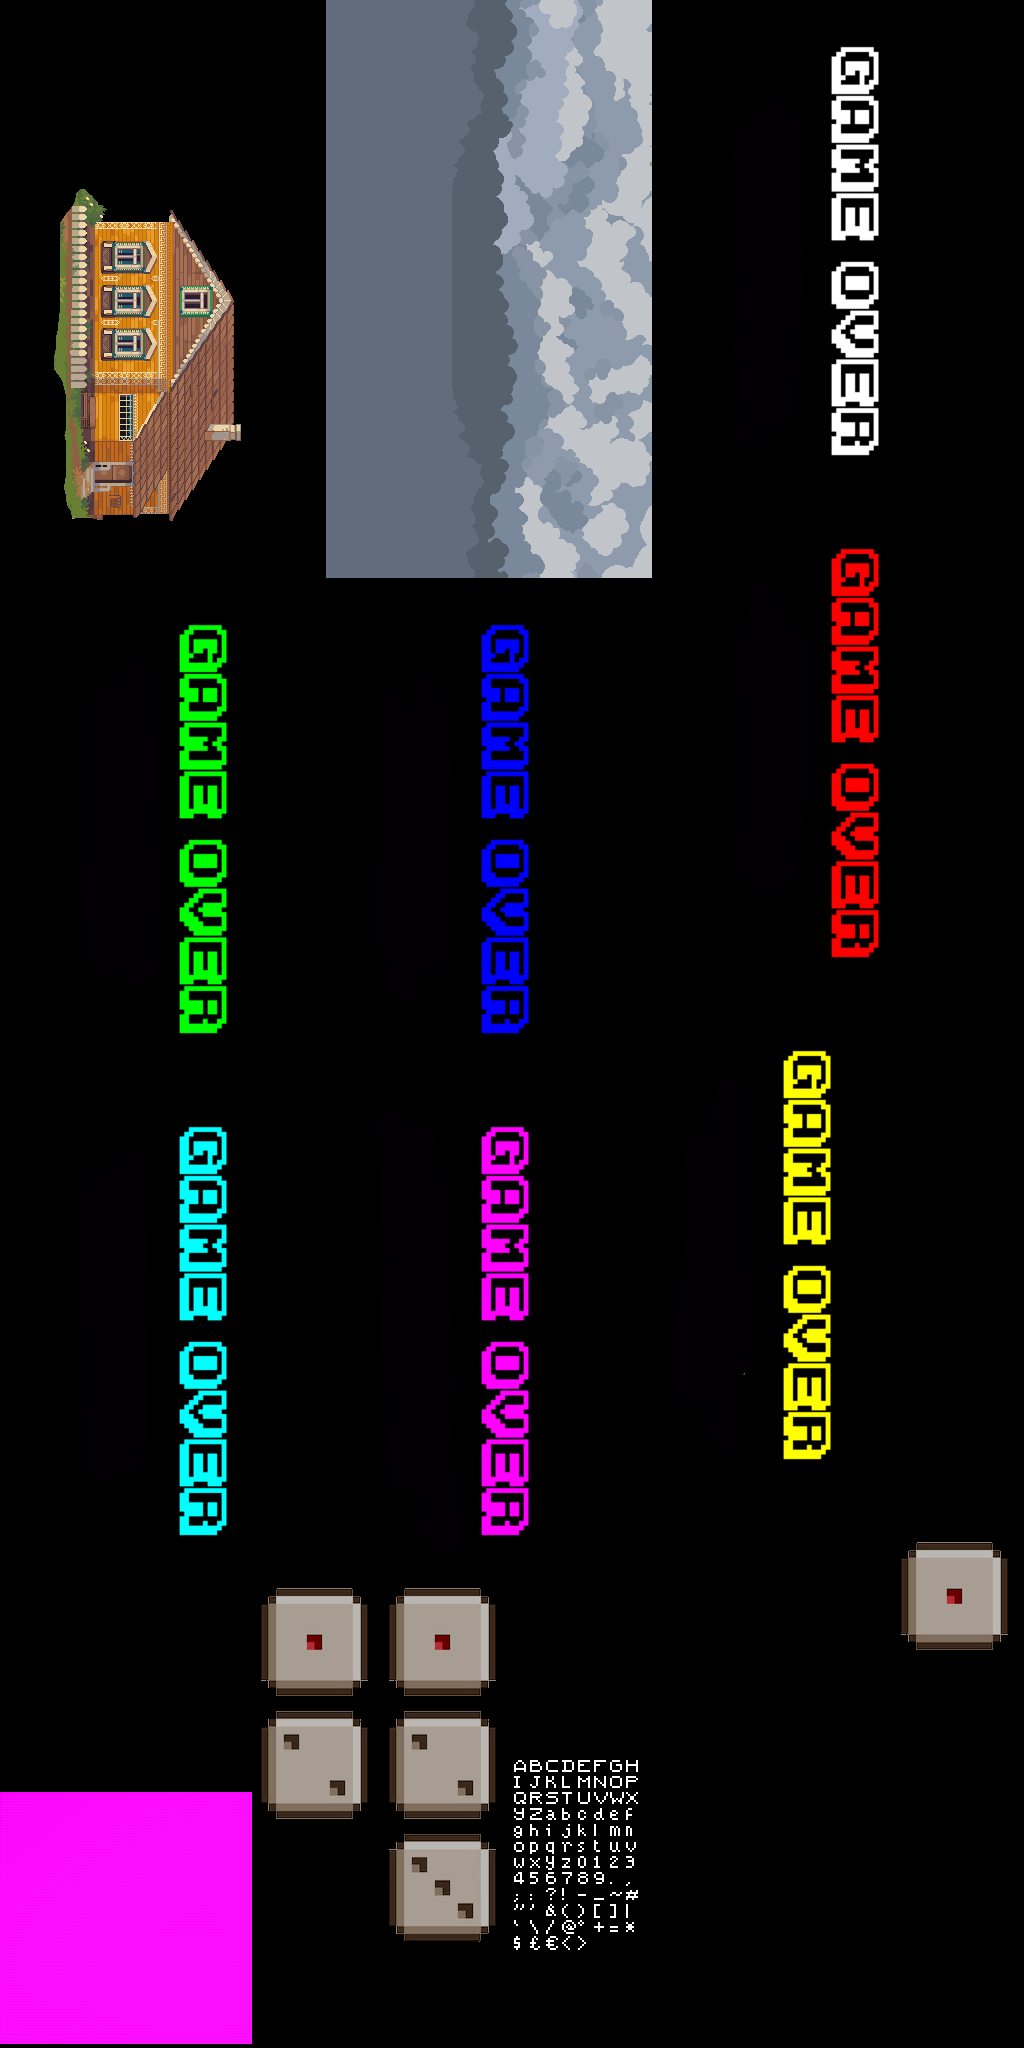 GAME OVER
GAME OVER
GAME OVER
GAME OVER
GAME OVER
GAME OVER
GAME OVER
ABCDEFGH
IJKLMNOP
QRSTUVWX
YZabcdef
ghijklmn
opqrstuv
wxyz0123
456789.,
;:?!-_~#
"'&()[]|
`\/@°+=*
$£€<>